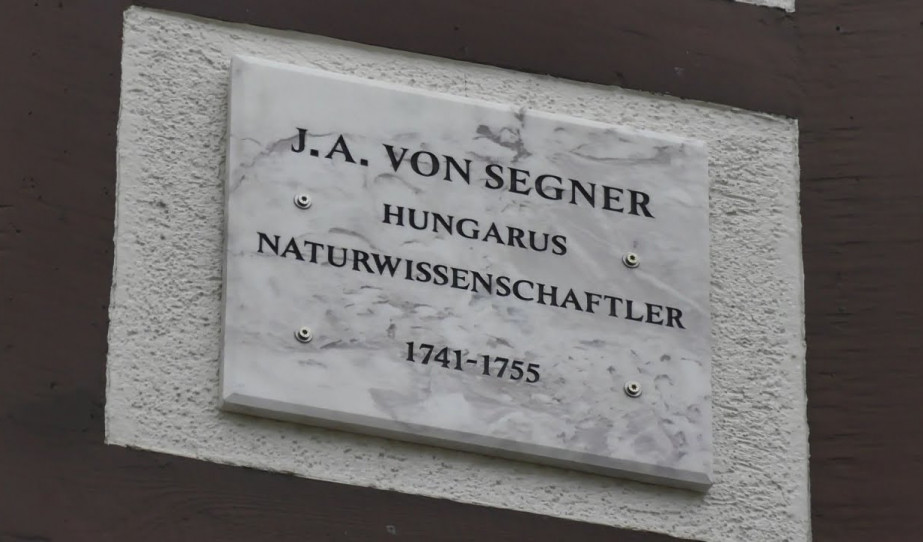 J.A. VON SEGNER
HUNGARUS
NATURWISSENSCHAFTLER
1741-1755